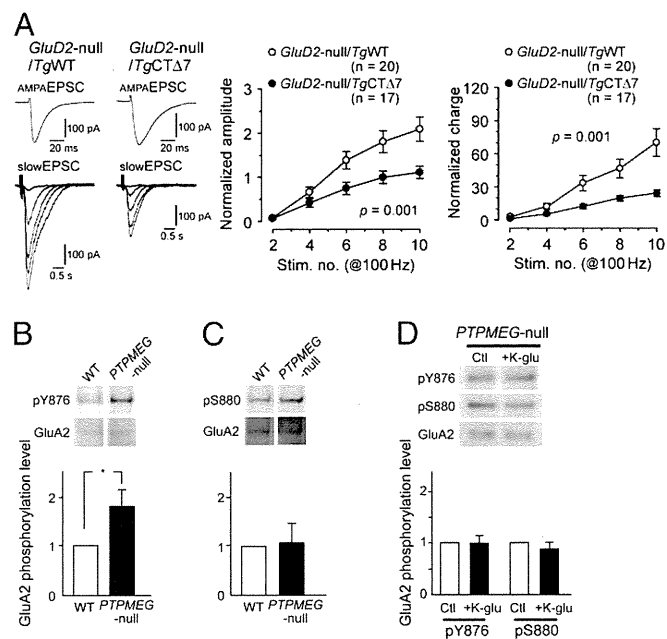 A
GluD2-null
/TgWT
GluD2-null
/TgCTΔ7
AMPAEPSC
AMPAEPSC
100 pA
20 ms
100 pA
20 ms
slowEPSC
slowEPSC
100 pA
0.5 s
100 pA
0.5 s
GluD2-null/TgWT
(n = 20)
GluD2-null/TgCTΔ7
(n = 17)
Normalized amplitude
3
2
1
0
p = 0.001
2 4 6 8 10
Stim. no. (@100 Hz)
GluD2-null/TgWT
(n = 20)
GluD2-null/TgCTΔ7
(n = 17)
Normalized charge
120
90
60
30
0
p = 0.001
2 4 6 8 10
Stim. no. (@100 Hz)
B
WT
PTPMEG
-null
pY876
GluA2
GluA2 phosphorylation level
2
1
0
*
WT PTPMEG
-null
C
WT
PTPMEG
-null
pS880
GluA2
2
1
0
WT PTPMEG
-null
D
PTPMEG-null
Ctl +K-glu
pY876
pS880
GluA2
GluA2 phosphorylation level
2
1
0
Ctl +K-glu Ctl +K-glu
pY876 pS880